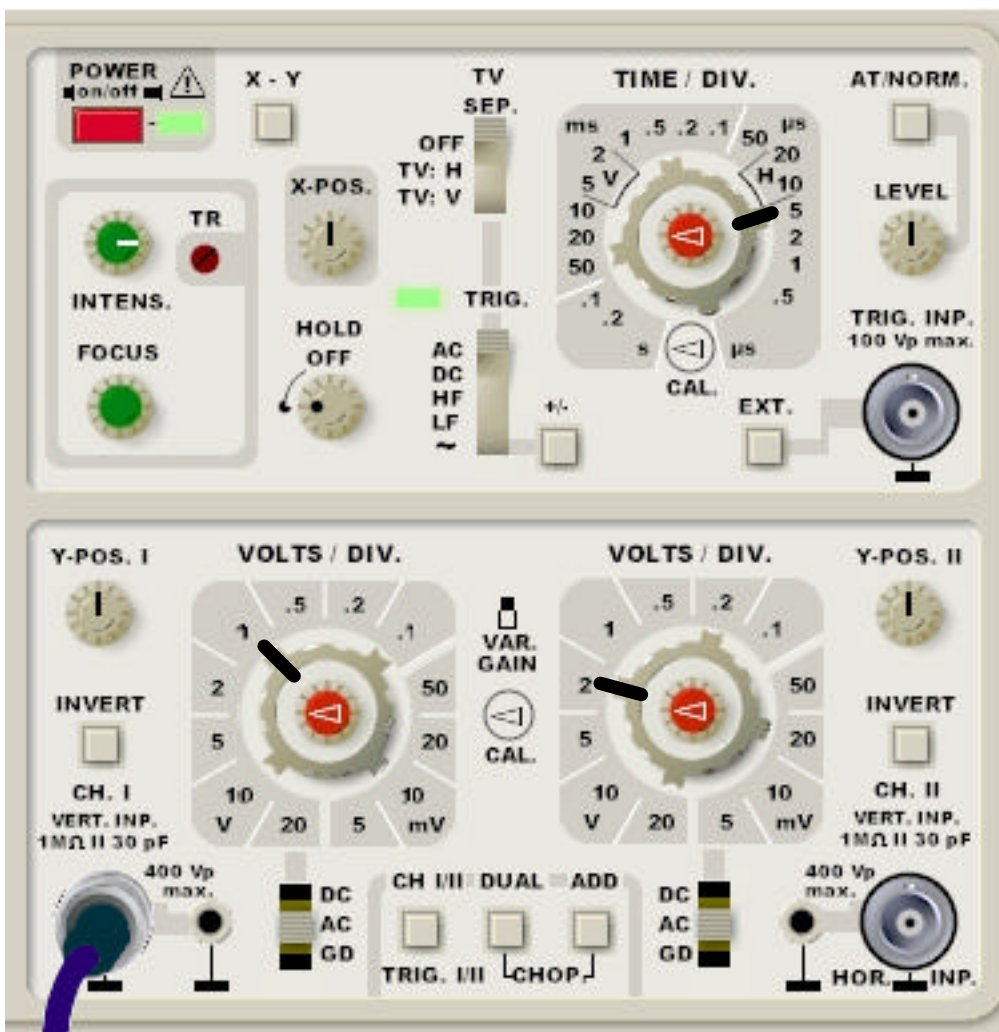 POWER
on/off
X - Y
TV
SEP.
OFF
TV: H
TV: V
TIME / DIV.
ms 1 .5 .2 .1 50 µs
2 20
5 V H 10
10 5
20 2
50 1
.1 .5
.2
s µs
CAL.
AT/NORM.
LEVEL
X-POS.
TR
INTENS.
FOCUS
HOLD
OFF
TRIG.
AC
DC
HF
LF
~
+/-
EXT.
TRIG. INP.
100 Vp max.
Y-POS. I
VOLTS / DIV.
.5 .2
1 .1
2 50
5 20
10 10
V 20 5 mV
VAR.
GAIN
CAL.
VOLTS / DIV.
.5 .2
1 .1
2 50
5 20
10 10
V 20 5 mV
Y-POS. II
INVERT
CH. I
VERT. INP.
1MΩ II 30 pF
400 Vp
max.
DC
AC
GD
CH I/II DUAL ADD
TRIG. I/II CHOP
DC
AC
GD
INVERT
CH. II
VERT. INP.
1MΩ II 30 pF
400 Vp
max.
HOR. INP.